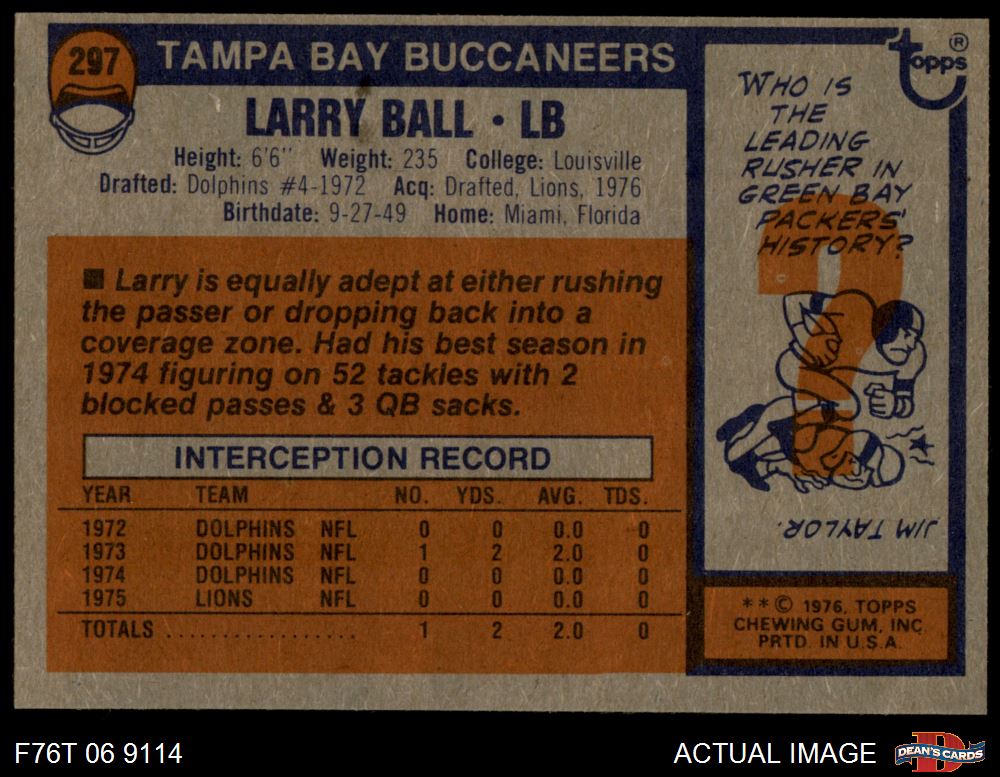 297
TAMPA BAY BUCCANEERS
LARRY BALL • LB
Height: 6'6" Weight: 235 College: Louisville
Drafted: Dolphins #4-1972 Acq: Drafted, Lions, 1976
Birthdate: 9-27-49 Home: Miami, Florida
■ Larry is equally adept at either rushing
the passer or dropping back into a
coverage zone. Had his best season in
1974 figuring on 52 tackles with 2
blocked passes & 3 QB sacks.
INTERCEPTION RECORD
YEAR TEAM NO. YDS. AVG. TDS.
1972 DOLPHINS NFL 0 0 0.0 0
1973 DOLPHINS NFL 1 2 2.0 0
1974 DOLPHINS NFL 0 0 0.0 0
1975 LIONS NFL 0 0 0.0 0
TOTALS ................. 1 2 2.0 0
topps ®
WHO IS
THE
LEADING
RUSHER IN
GREEN BAY
PACKERS'
HISTORY?
?
JIM TAYLOR.
** © 1976, TOPPS
CHEWING GUM, INC.
PRTD. IN U.S.A.
F76T 06 9114
ACTUAL IMAGE
D
DEAN'S CARDS